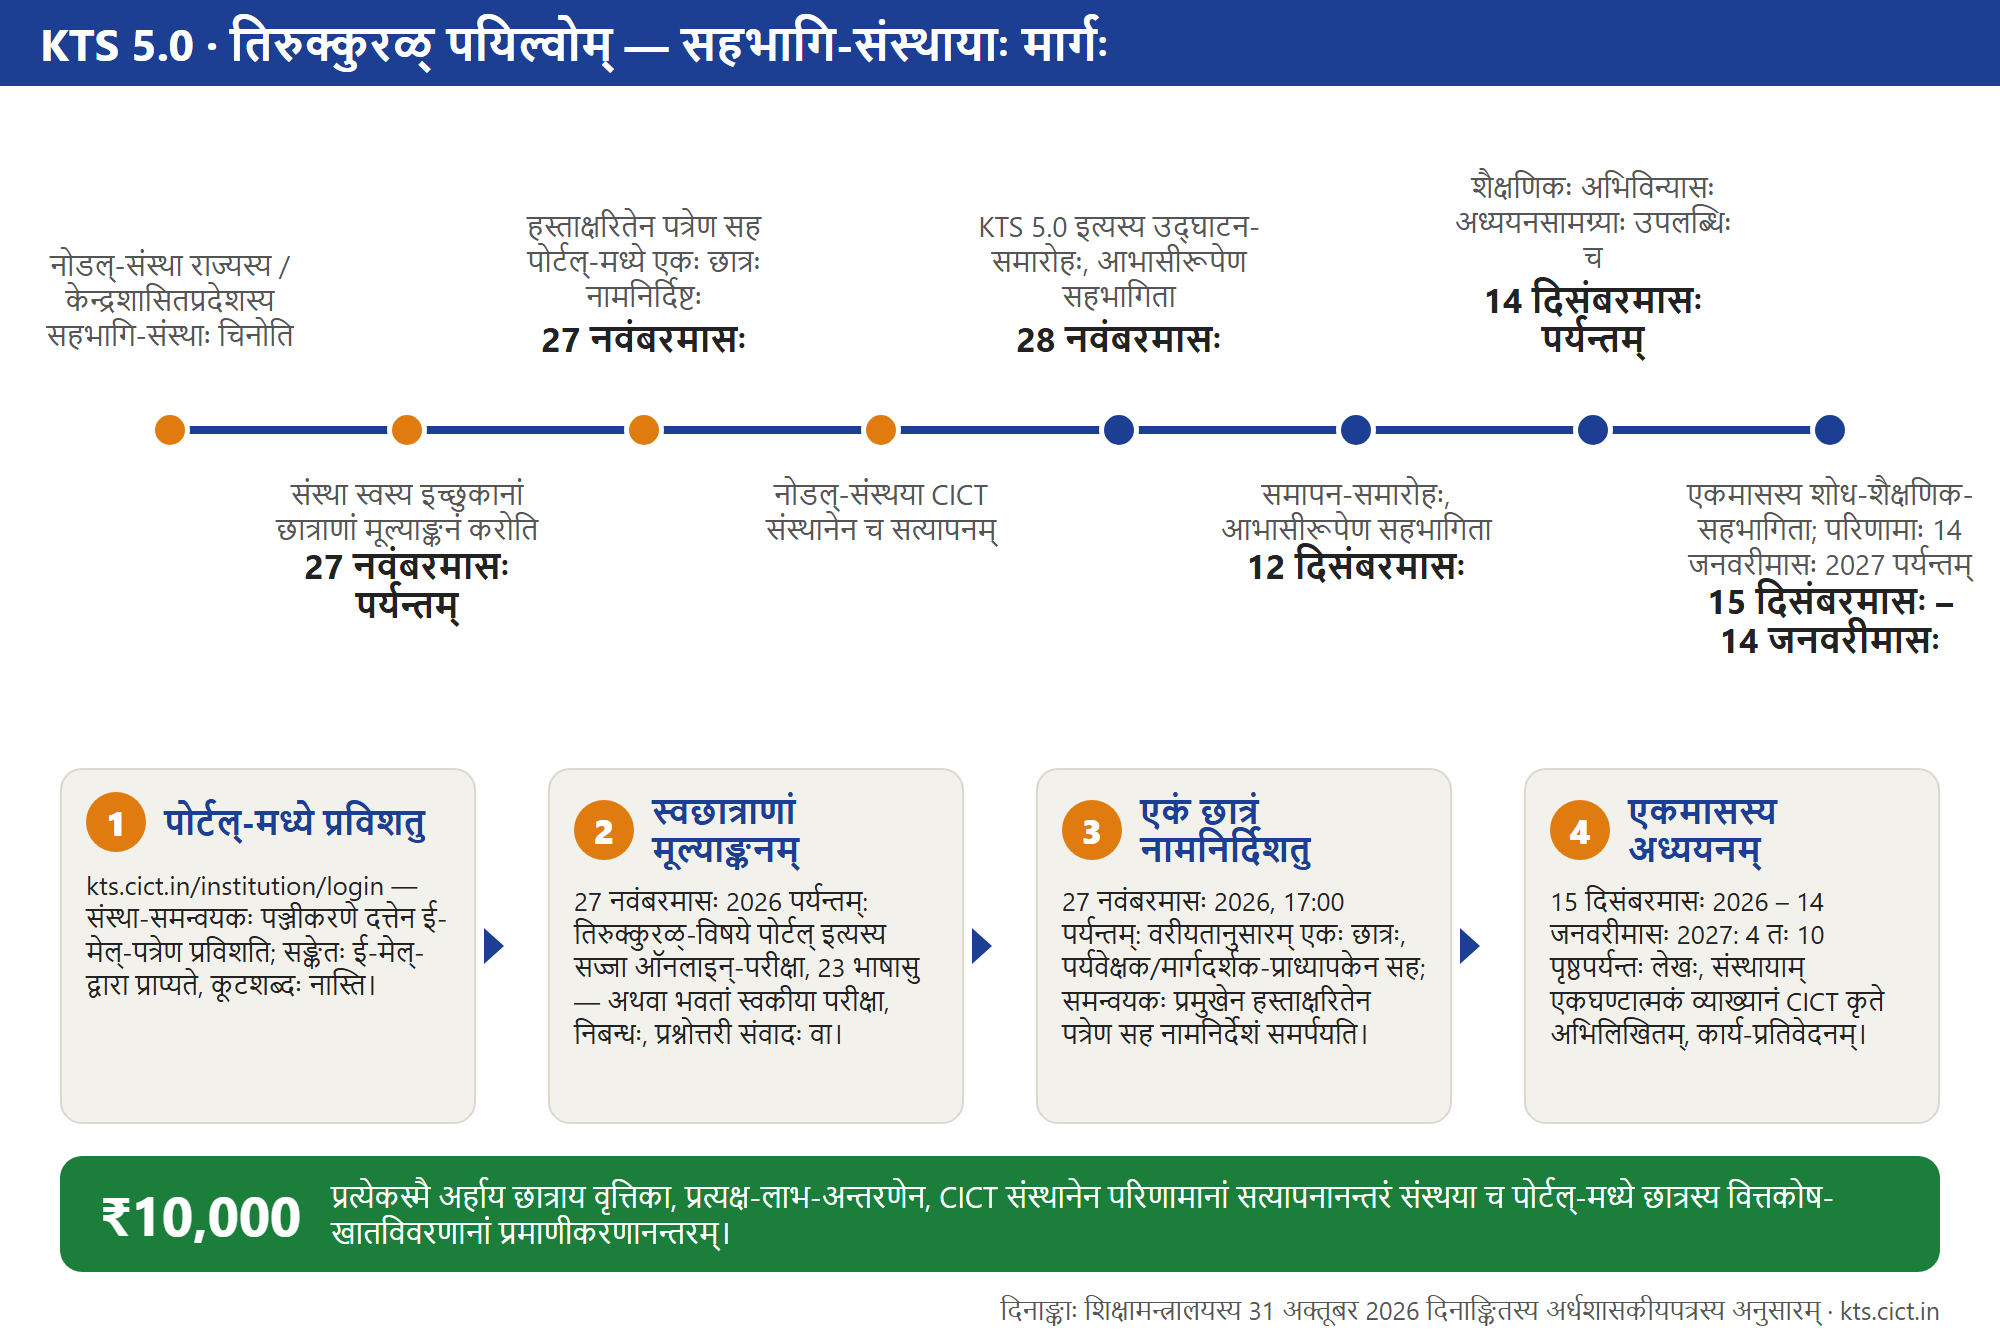 KTS 5.0 · तिरुक्कुरळ् पयिल्वोम् — सहभागि-संस्थायाः मार्गः
नोडल्-संस्था राज्यस्य /
केन्द्रशासितप्रदेशस्य
सहभागि-संस्थाः चिनोति
हस्ताक्षरितेन पत्रेण सह
पोर्टल्-मध्ये एकः छात्रः
नामनिर्दिष्टः
27 नवंबरमासः
KTS 5.0 इत्यस्य उद्घाटन-
समारोहः, आभासीरूपेण
सहभागिता
28 नवंबरमासः
शैक्षणिकः अभिविन्यासः
अध्ययनसामग्र्याः उपलब्धिः
च
14 दिसंबरमासः
पर्यन्तम्
संस्था स्वस्य इच्छुकानां
छात्राणां मूल्याङ्कनं करोति
27 नवंबरमासः
पर्यन्तम्
नोडल्-संस्थया CICT
संस्थानेन च सत्यापनम्
समापन-समारोहः,
आभासीरूपेण सहभागिता
12 दिसंबरमासः
एकमासस्य शोध-शैक्षणिक-
सहभागिता; परिणामाः 14
जनवरीमासः 2027 पर्यन्तम्
15 दिसंबरमासः –
14 जनवरीमासः
1 पोर्टल्-मध्ये प्रविशतु
kts.cict.in/institution/login —
संस्था-समन्वयकः पञ्जीकरणे दत्तेन ई-
मेल्-पत्रेण प्रविशति; सङ्केतः ई-मेल्-
द्वारा प्राप्यते, कूटशब्दः नास्ति।
2 स्वछात्राणां
मूल्याङ्कनम्
27 नवंबरमासः 2026 पर्यन्तम्:
तिरुक्कुरळ्-विषये पोर्टल् इत्यस्य
सज्जा ऑनलाइन्-परीक्षा, 23 भाषासु
— अथवा भवतां स्वकीया परीक्षा,
निबन्धः, प्रश्नोत्तरी संवादः वा।
3 एकं छात्रं
नामनिर्दिशतु
27 नवंबरमासः 2026, 17:00
पर्यन्तम्: वरीयतानुसारम् एकः छात्रः,
पर्यवेक्षक/मार्गदर्शक-प्राध्यापकेन सह;
समन्वयकः प्रमुखेन हस्ताक्षरितेन
पत्रेण सह नामनिर्देशं समर्पयति।
4 एकमासस्य
अध्ययनम्
15 दिसंबरमासः 2026 – 14
जनवरीमासः 2027: 4 तः 10
पृष्ठपर्यन्तः लेखः, संस्थायाम्
एकघण्टात्मकं व्याख्यानं CICT कृते
अभिलिखितम्, कार्य-प्रतिवेदनम्।
₹10,000
प्रत्येकस्मै अर्हाय छात्राय वृत्तिका, प्रत्यक्ष-लाभ-अन्तरणेन, CICT संस्थानेन परिणामानां सत्यापनानन्तरं संस्थया च पोर्टल्-मध्ये छात्रस्य वित्तकोष-
खातविवरणानां प्रमाणीकरणानन्तरम्।
दिनाङ्काः शिक्षामन्त्रालयस्य 31 अक्तूबर 2026 दिनाङ्कितस्य अर्धशासकीयपत्रस्य अनुसारम् · kts.cict.in